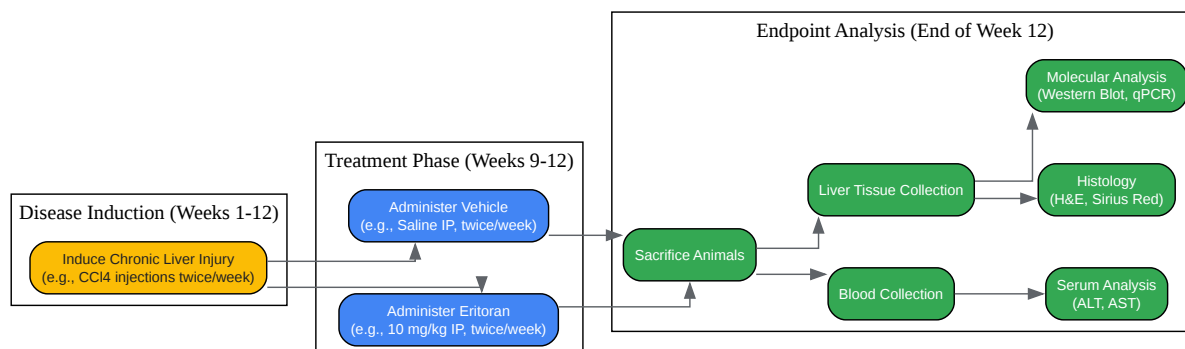 Disease Induction (Weeks 1-12)
Induce Chronic Liver Injury
(e.g., CCl4 injections twice/week)
Treatment Phase (Weeks 9-12)
Administer Vehicle
(e.g., Saline IP, twice/week)
Administer Eritoran
(e.g., 10 mg/kg IP, twice/week)
Endpoint Analysis (End of Week 12)
Sacrifice Animals
Liver Tissue Collection
Blood Collection
Molecular Analysis
(Western Blot, qPCR)
Histology
(H&E, Sirius Red)
Serum Analysis
(ALT, AST)